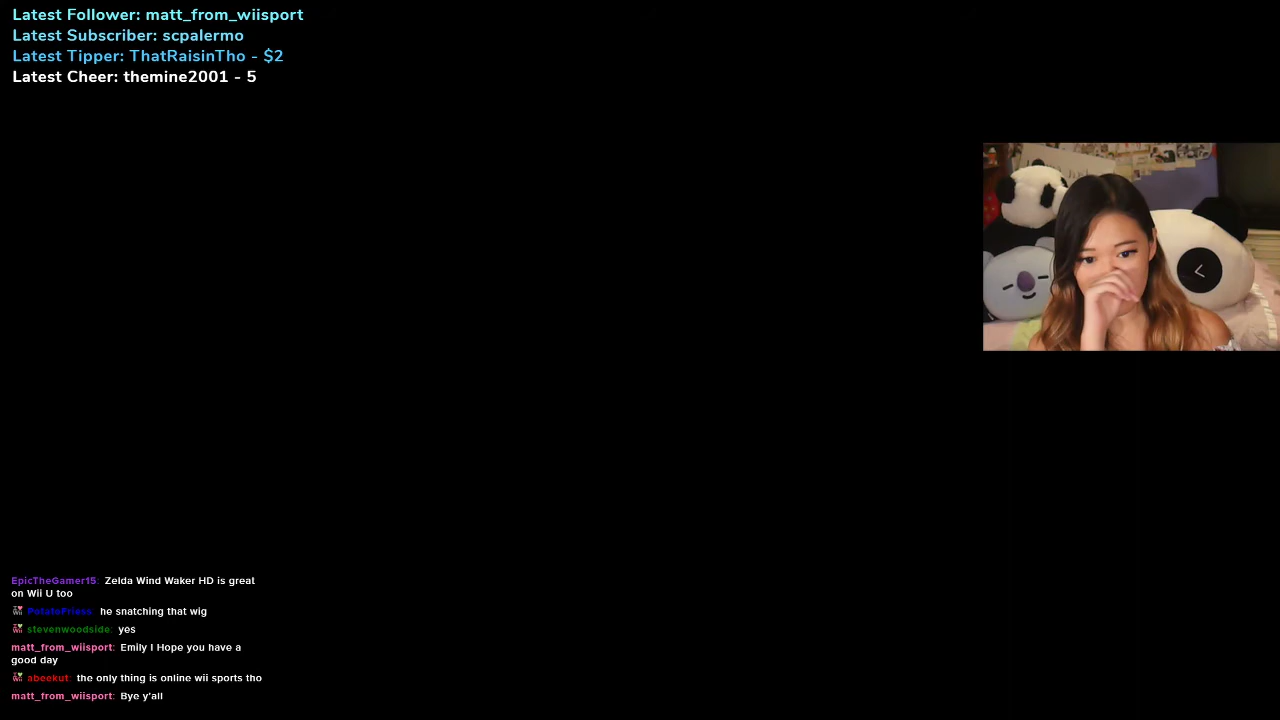 Latest Follower: matt_from_wiisport
Latest Subscriber: scpalermo
Latest Tipper: ThatRaisinTho - $2
Latest Cheer: themine2001 - 5
EpicTheGamer15: Zelda Wind Waker HD is great
on Wii U too
PotatoFriess: he snatching that wig
stevenwoodside: yes
matt_from_wiisport: Emily I Hope you have a
good day
abeekut: the only thing is online wii sports tho
matt_from_wiisport: Bye y'all